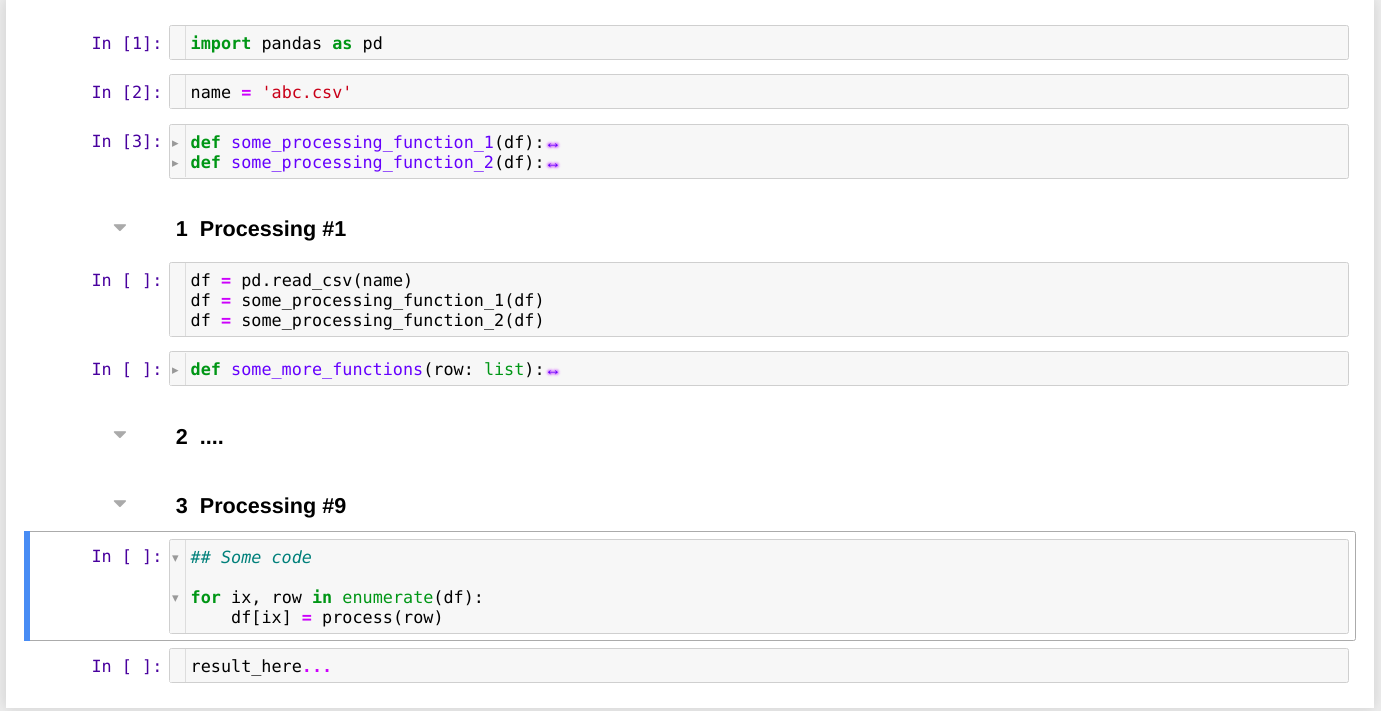 In [1]: import pandas as pd
In [2]: name = 'abc.csv'
In [3]: def some_processing_function_1(df):↔
def some_processing_function_2(df):↔
1 Processing #1
In [ ]: df = pd.read_csv(name)
df = some_processing_function_1(df)
df = some_processing_function_2(df)
In [ ]: def some_more_functions(row: list):↔
2 ....
3 Processing #9
In [ ]: ## Some code
for ix, row in enumerate(df):
    df[ix] = process(row)
In [ ]: result_here...